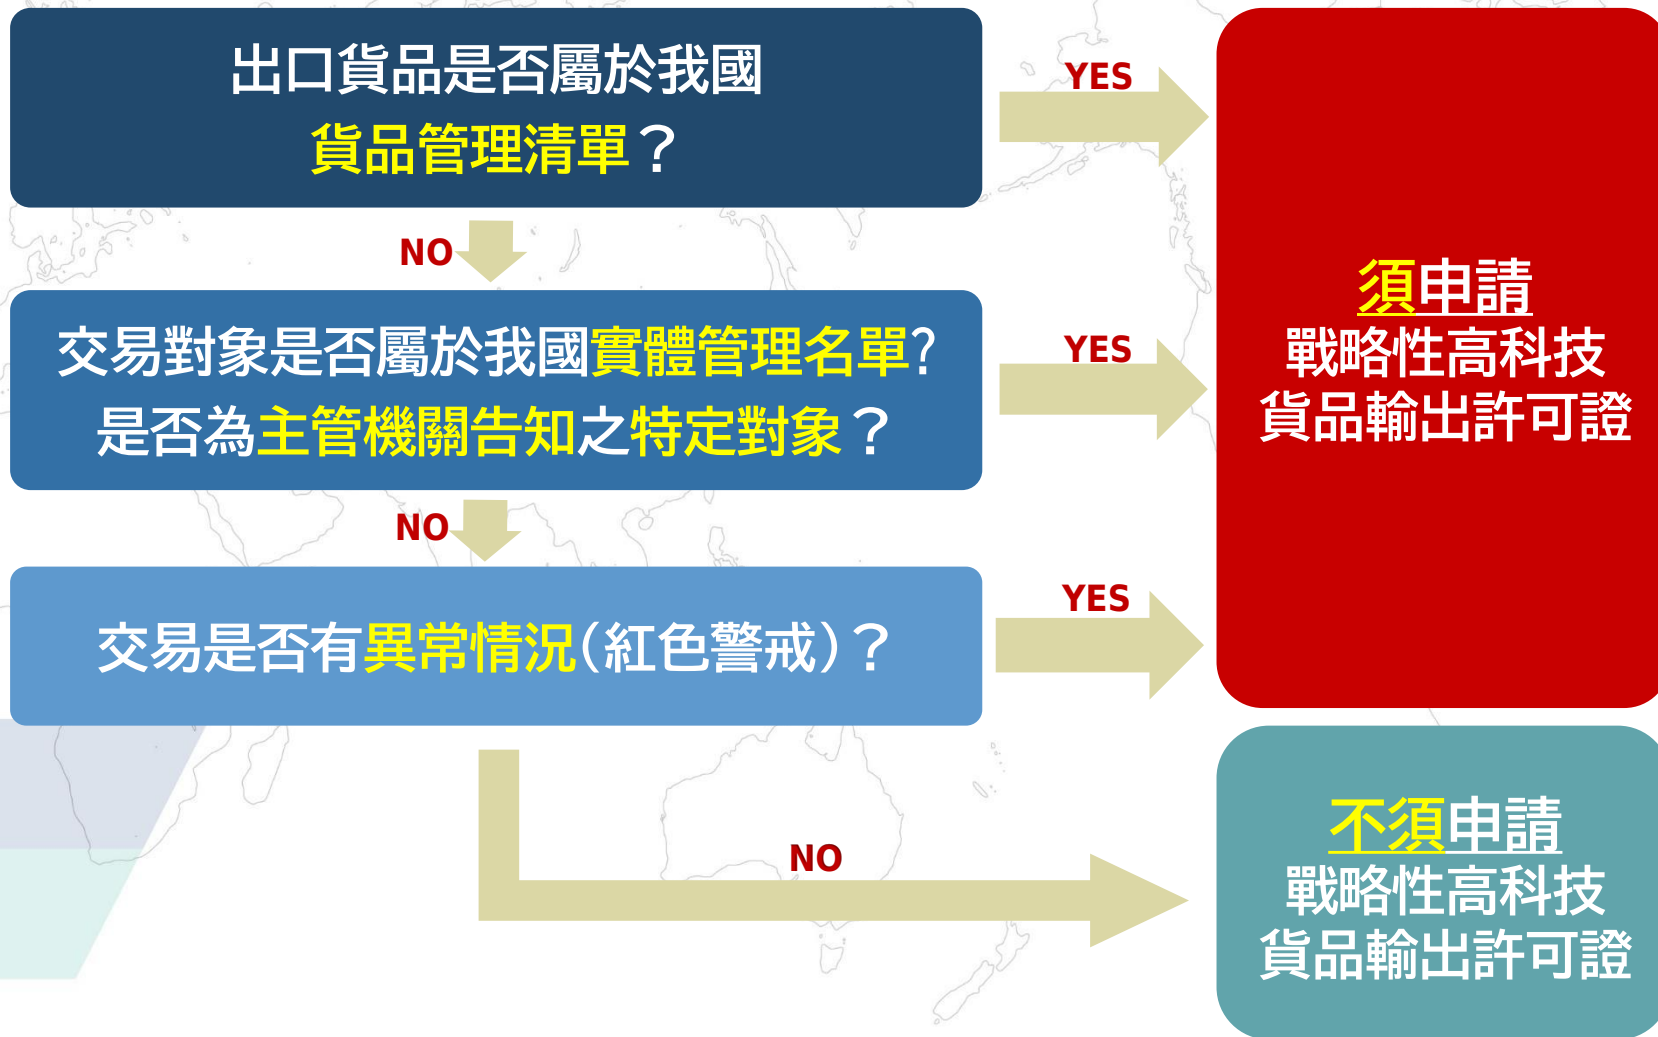 出口貨品是否屬於我國
貨品管理清單？
YES
NO
交易對象是否屬於我國實體管理名單?
是否為主管機關告知之特定對象？
YES
NO
交易是否有異常情況(紅色警戒)？
YES
須申請
戰略性高科技
貨品輸出許可證
NO
不須申請
戰略性高科技
貨品輸出許可證